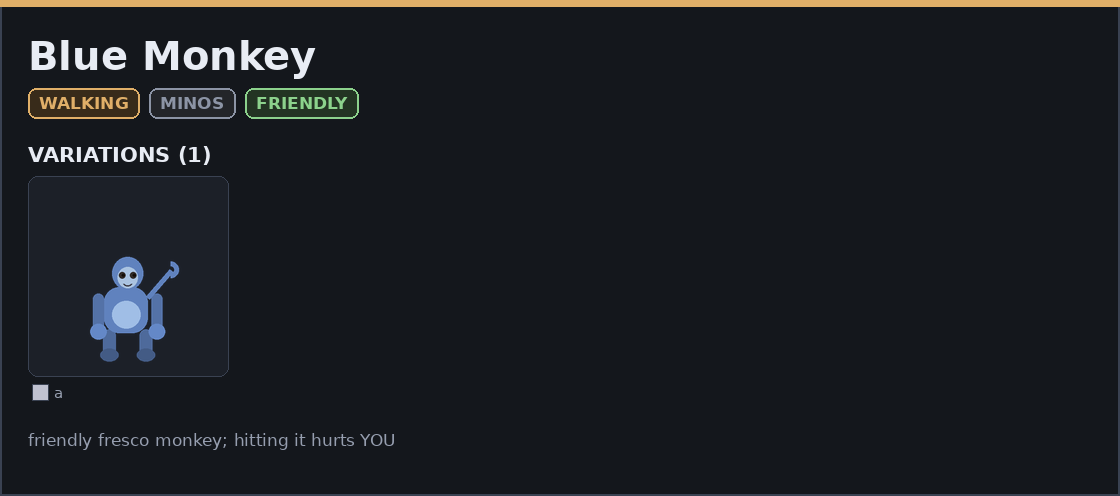 Blue Monkey
WALKING MINOS FRIENDLY
VARIATIONS (1)
a
friendly fresco monkey; hitting it hurts YOU